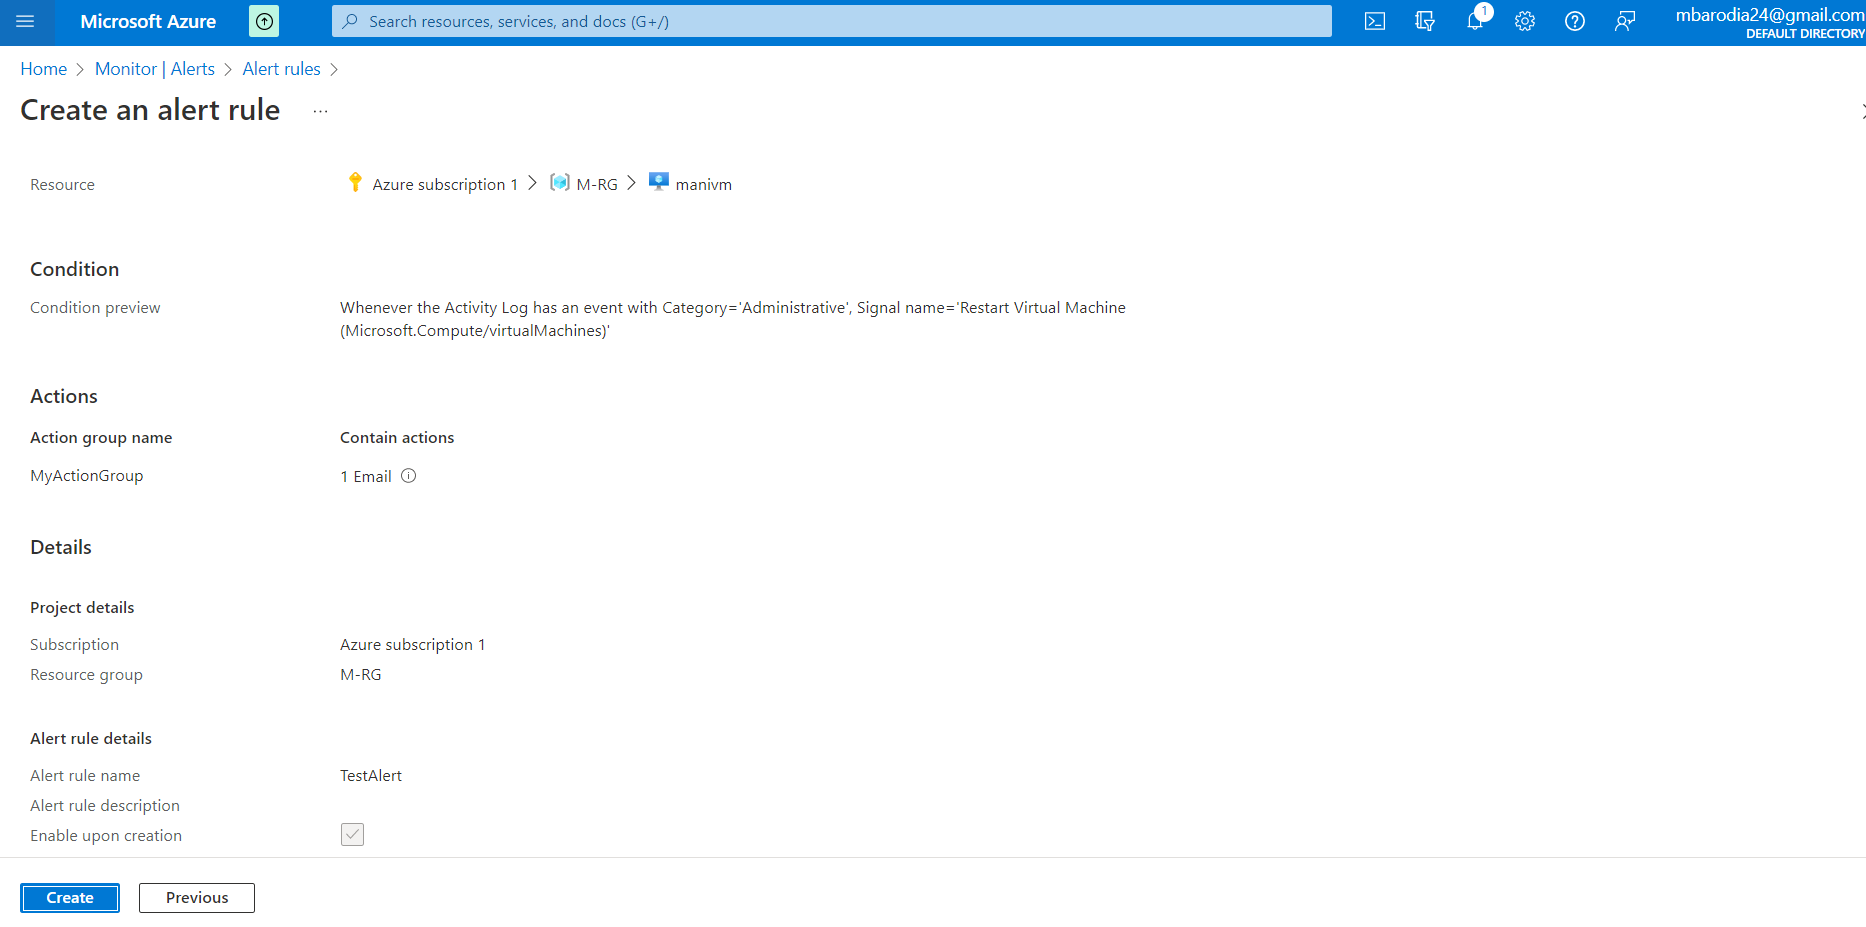 Microsoft Azure
Search resources, services, and docs (G+/)
1
mbarodia24@gmail.com
DEFAULT DIRECTORY
Home > Monitor | Alerts > Alert rules >
Create an alert rule ...
Resource Azure subscription 1 > M-RG > manivm
Condition
Condition preview Whenever the Activity Log has an event with Category='Administrative', Signal name='Restart Virtual Machine
(Microsoft.Compute/virtualMachines)'
Actions
Action group name Contain actions
MyActionGroup 1 Email
Details
Project details
Subscription Azure subscription 1
Resource group M-RG
Alert rule details
Alert rule name TestAlert
Alert rule description
Enable upon creation
Create Previous